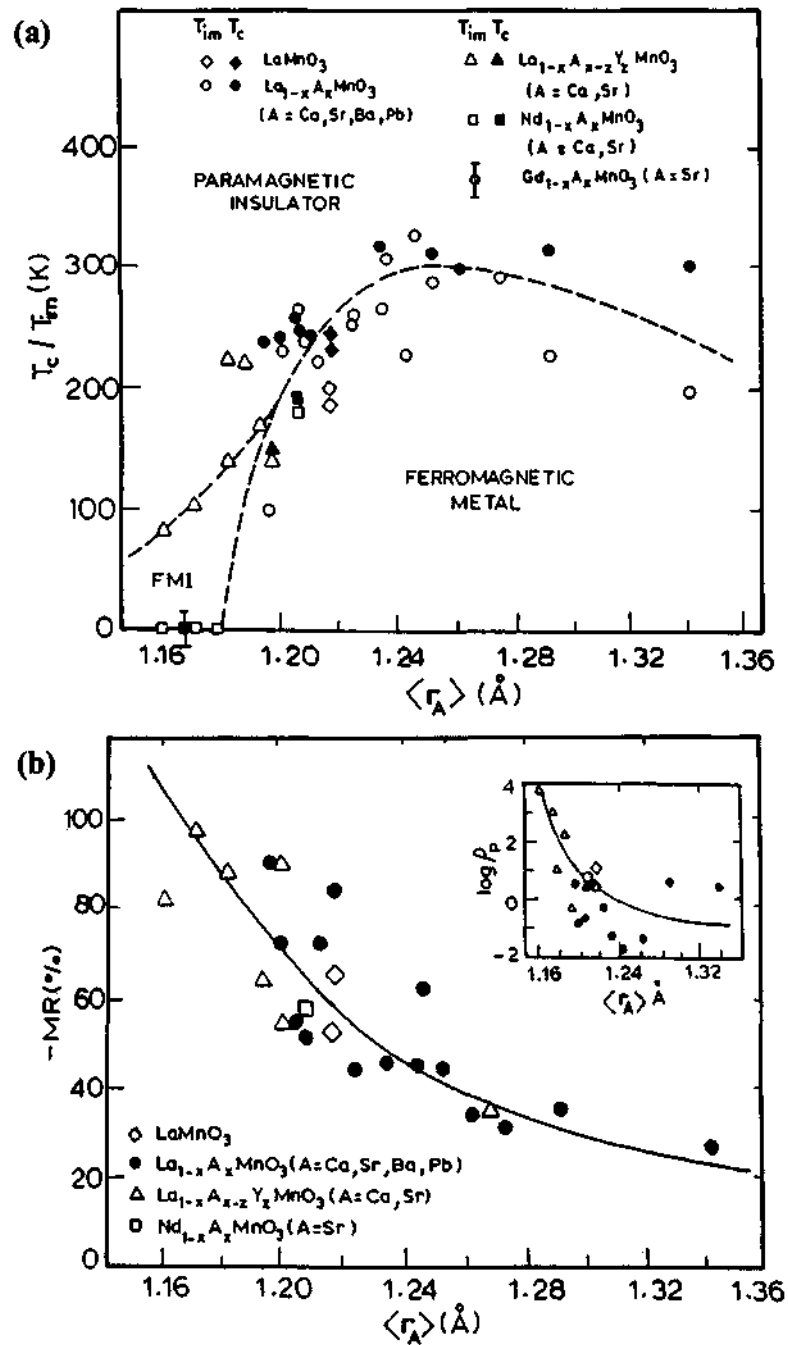 (a)
T_im T_c
◇ ◆ LaMnO₃
○ ● La₁₋ₓAₓMnO₃
(A = Ca, Sr, Ba, Pb)
T_im T_c
△ ▲ La₁₋ₓAₓ₋zYzMnO₃
(A = Ca, Sr)
□ ■ Nd₁₋ₓAₓMnO₃
(A = Ca, Sr)
Gd₁₋ₓAₓMnO₃ (A = Sr)
PARAMAGNETIC
INSULATOR
FERROMAGNETIC
METAL
FMI
T_c / T_im (K)
400
300
200
100
0
1.16 1.20 1.24 1.28 1.32 1.36
⟨r_A⟩ (Å)
(b)
-MR(%)
100
80
60
40
20
0
4
2
0
-2
log ρ_p
1.16 1.24 1.32
⟨r_A⟩ Å
◇ LaMnO₃
● La₁₋ₓAₓMnO₃(A=Ca,Sr,Ba,Pb)
△ La₁₋ₓAₓ₋zYzMnO₃(A=Ca,Sr)
□ Nd₁₋ₓAₓMnO₃(A=Sr)
1.16 1.20 1.24 1.28 1.32 1.36
⟨r_A⟩(Å)